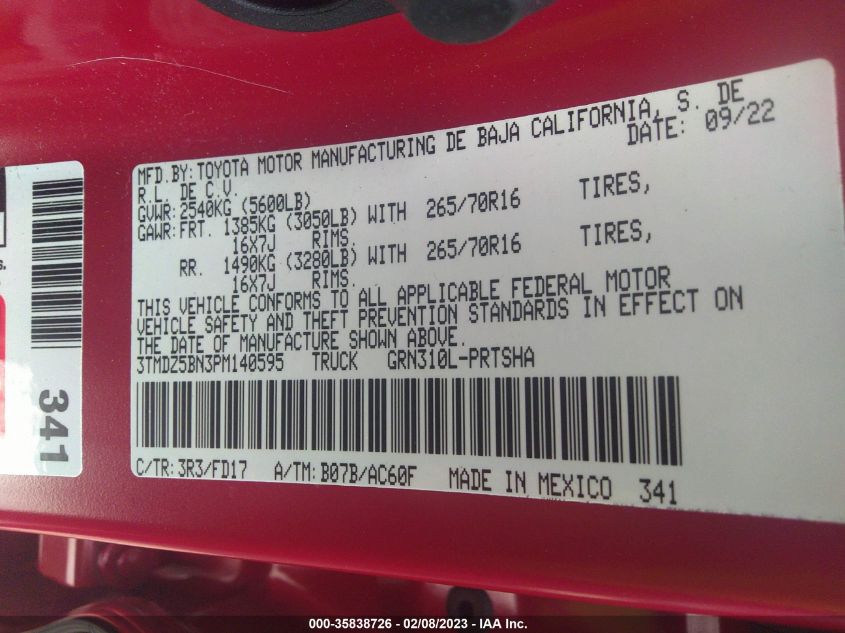 MFD.BY:TOYOTA MOTOR MANUFACTURING DE BAJA CALIFORNIA, S. DE
R.L. DE C.V. DATE: 09/22
GVWR:2540KG (5600LB)
GAWR:FRT. 1385KG (3050LB) WITH 265/70R16 TIRES,
16X7J RIMS.
RR. 1490KG (3280LB) WITH 265/70R16 TIRES,
16X7J RIMS.
THIS VEHICLE CONFORMS TO ALL APPLICABLE FEDERAL MOTOR
VEHICLE SAFETY AND THEFT PREVENTION STANDARDS IN EFFECT ON
THE DATE OF MANUFACTURE SHOWN ABOVE.
3TMDZ5BN3PM140595 TRUCK GRN310L-PRTSHA
C/TR:3R3/FD17 A/TM:B07B/AC60F MADE IN MEXICO 341
341
000-35838726 - 02/08/2023 - IAA Inc.